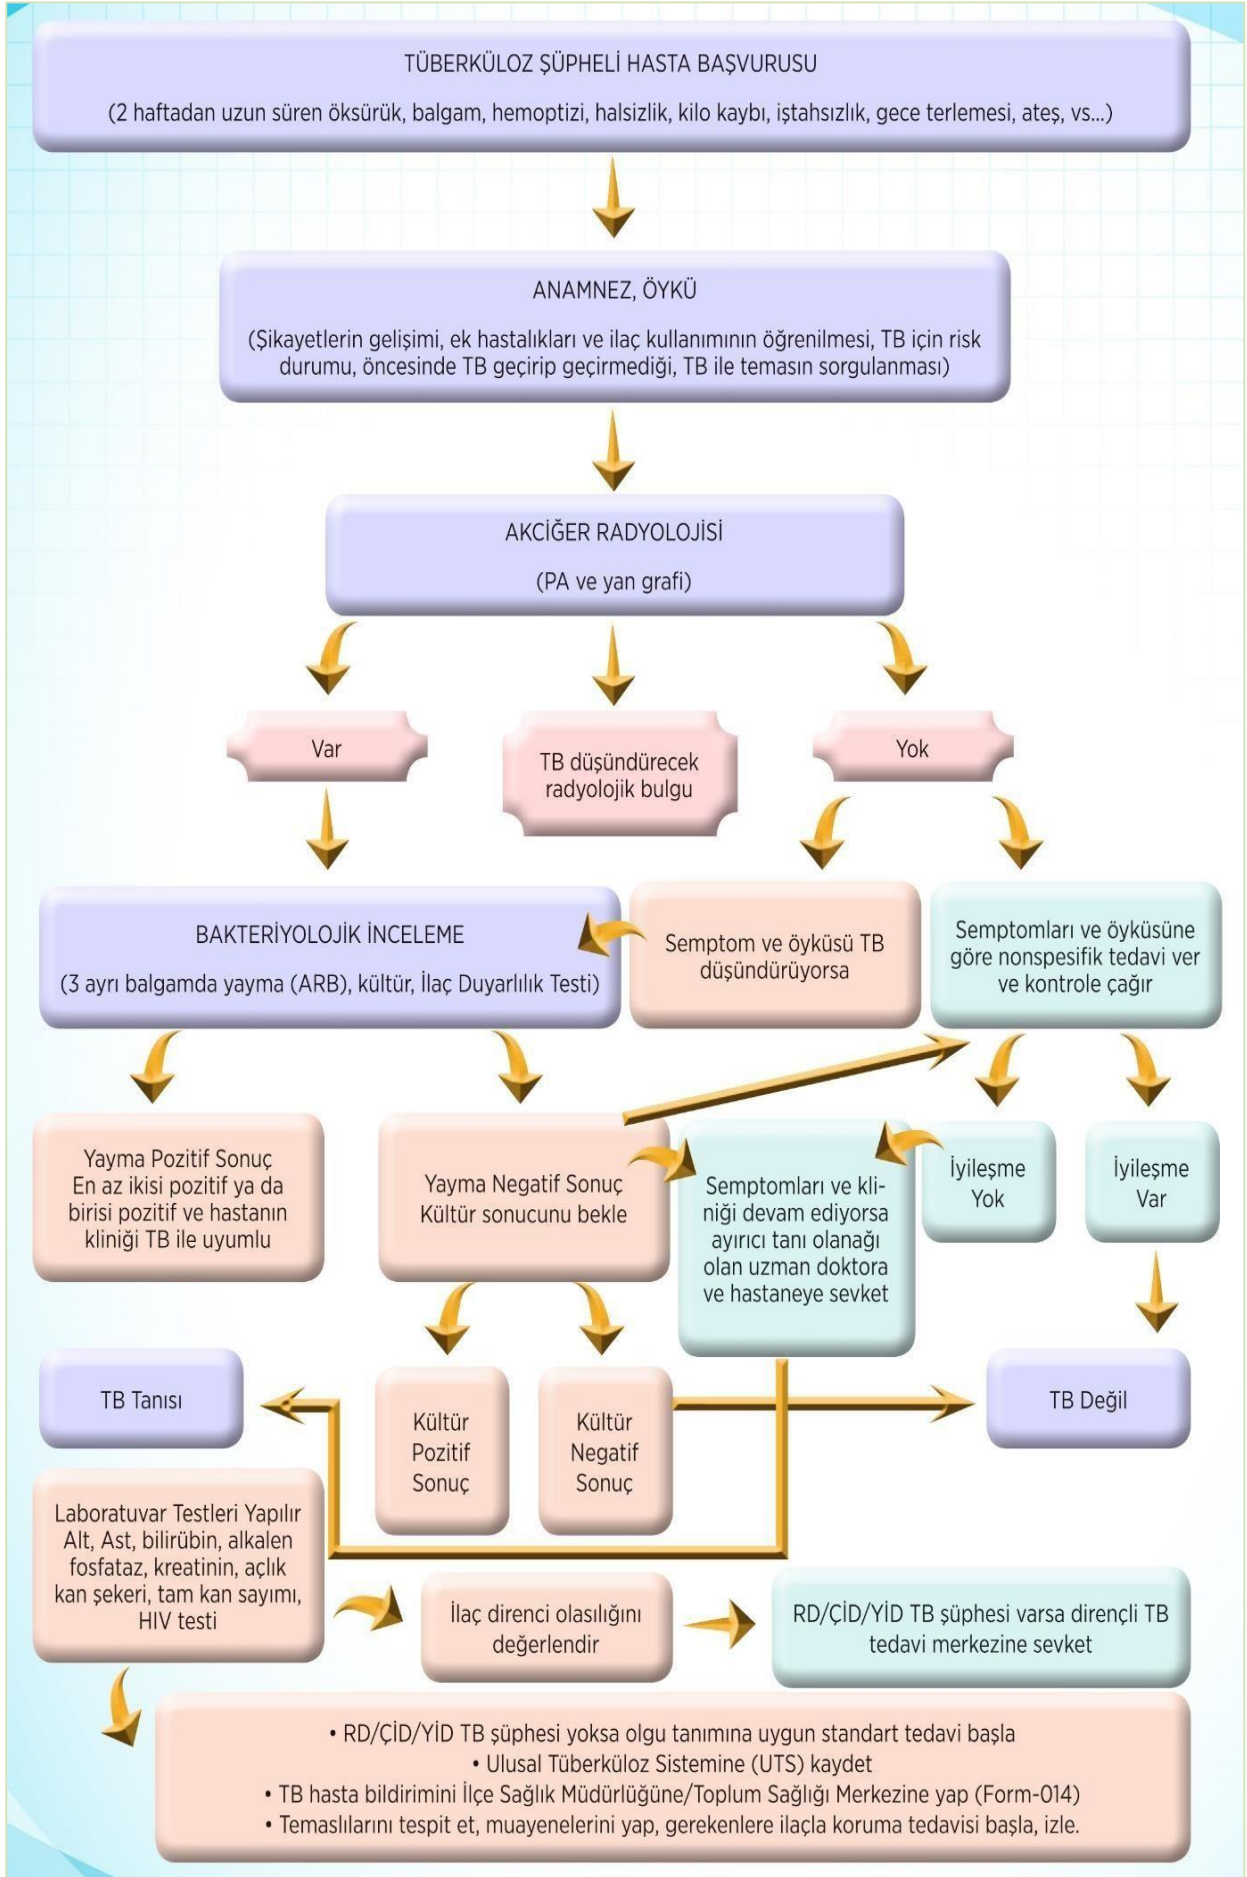 TÜBERKÜLOZ ŞÜPHELİ HASTA BAŞVURUSU
(2 haftadan uzun süren öksürük, balgam, hemoptizi, halsizlik, kilo kaybı, iştahsızlık, gece terlemesi, ateş, vs...)
ANAMNEZ, ÖYKÜ
(Şikayetlerin gelişimi, ek hastalıkları ve ilaç kullanımının öğrenilmesi, TB için risk
durumu, öncesinde TB geçirip geçirmediği, TB ile temasın sorgulanması)
AKCİĞER RADYOLOJİSİ
(PA ve yan grafi)
Var
TB düşündürecek
radyolojik bulgu
Yok
BAKTERİYOLOJİK İNCELEME
(3 ayrı balgamda yayma (ARB), kültür, İlaç Duyarlılık Testi)
Semptom ve öyküsü TB
düşündürüyorsa
Semptomları ve öyküsüne
göre nonspesifik tedavi ver
ve kontrole çağır
Yayma Pozitif Sonuç
En az ikisi pozitif ya da
birisi pozitif ve hastanın
kliniği TB ile uyumlu
Yayma Negatif Sonuç
Kültür sonucunu bekle
Semptomları ve kli-
niği devam ediyorsa
ayırıcı tanı olanağı
olan uzman doktora
ve hastaneye sevket
İyileşme
Yok
İyileşme
Var
TB Tanısı
Kültür
Pozitif
Sonuç
Kültür
Negatif
Sonuç
TB Değil
Laboratuvar Testleri Yapılır
Alt, Ast, bilirübin, alkalen
fosfataz, kreatinin, açlık
kan şekeri, tam kan sayımı,
HIV testi
İlaç direnci olasılığını
değerlendir
RD/ÇİD/YİD TB şüphesi varsa dirençli TB
tedavi merkezine sevket
• RD/ÇİD/YİD TB şüphesi yoksa olgu tanımına uygun standart tedavi başla
• Ulusal Tüberküloz Sistemine (UTS) kaydet
• TB hasta bildirimini İlçe Sağlık Müdürlüğüne/Toplum Sağlığı Merkezine yap (Form-014)
• Temaslılarını tespit et, muayenelerini yap, gerekenlere ilaçla koruma tedavisi başla, izle.